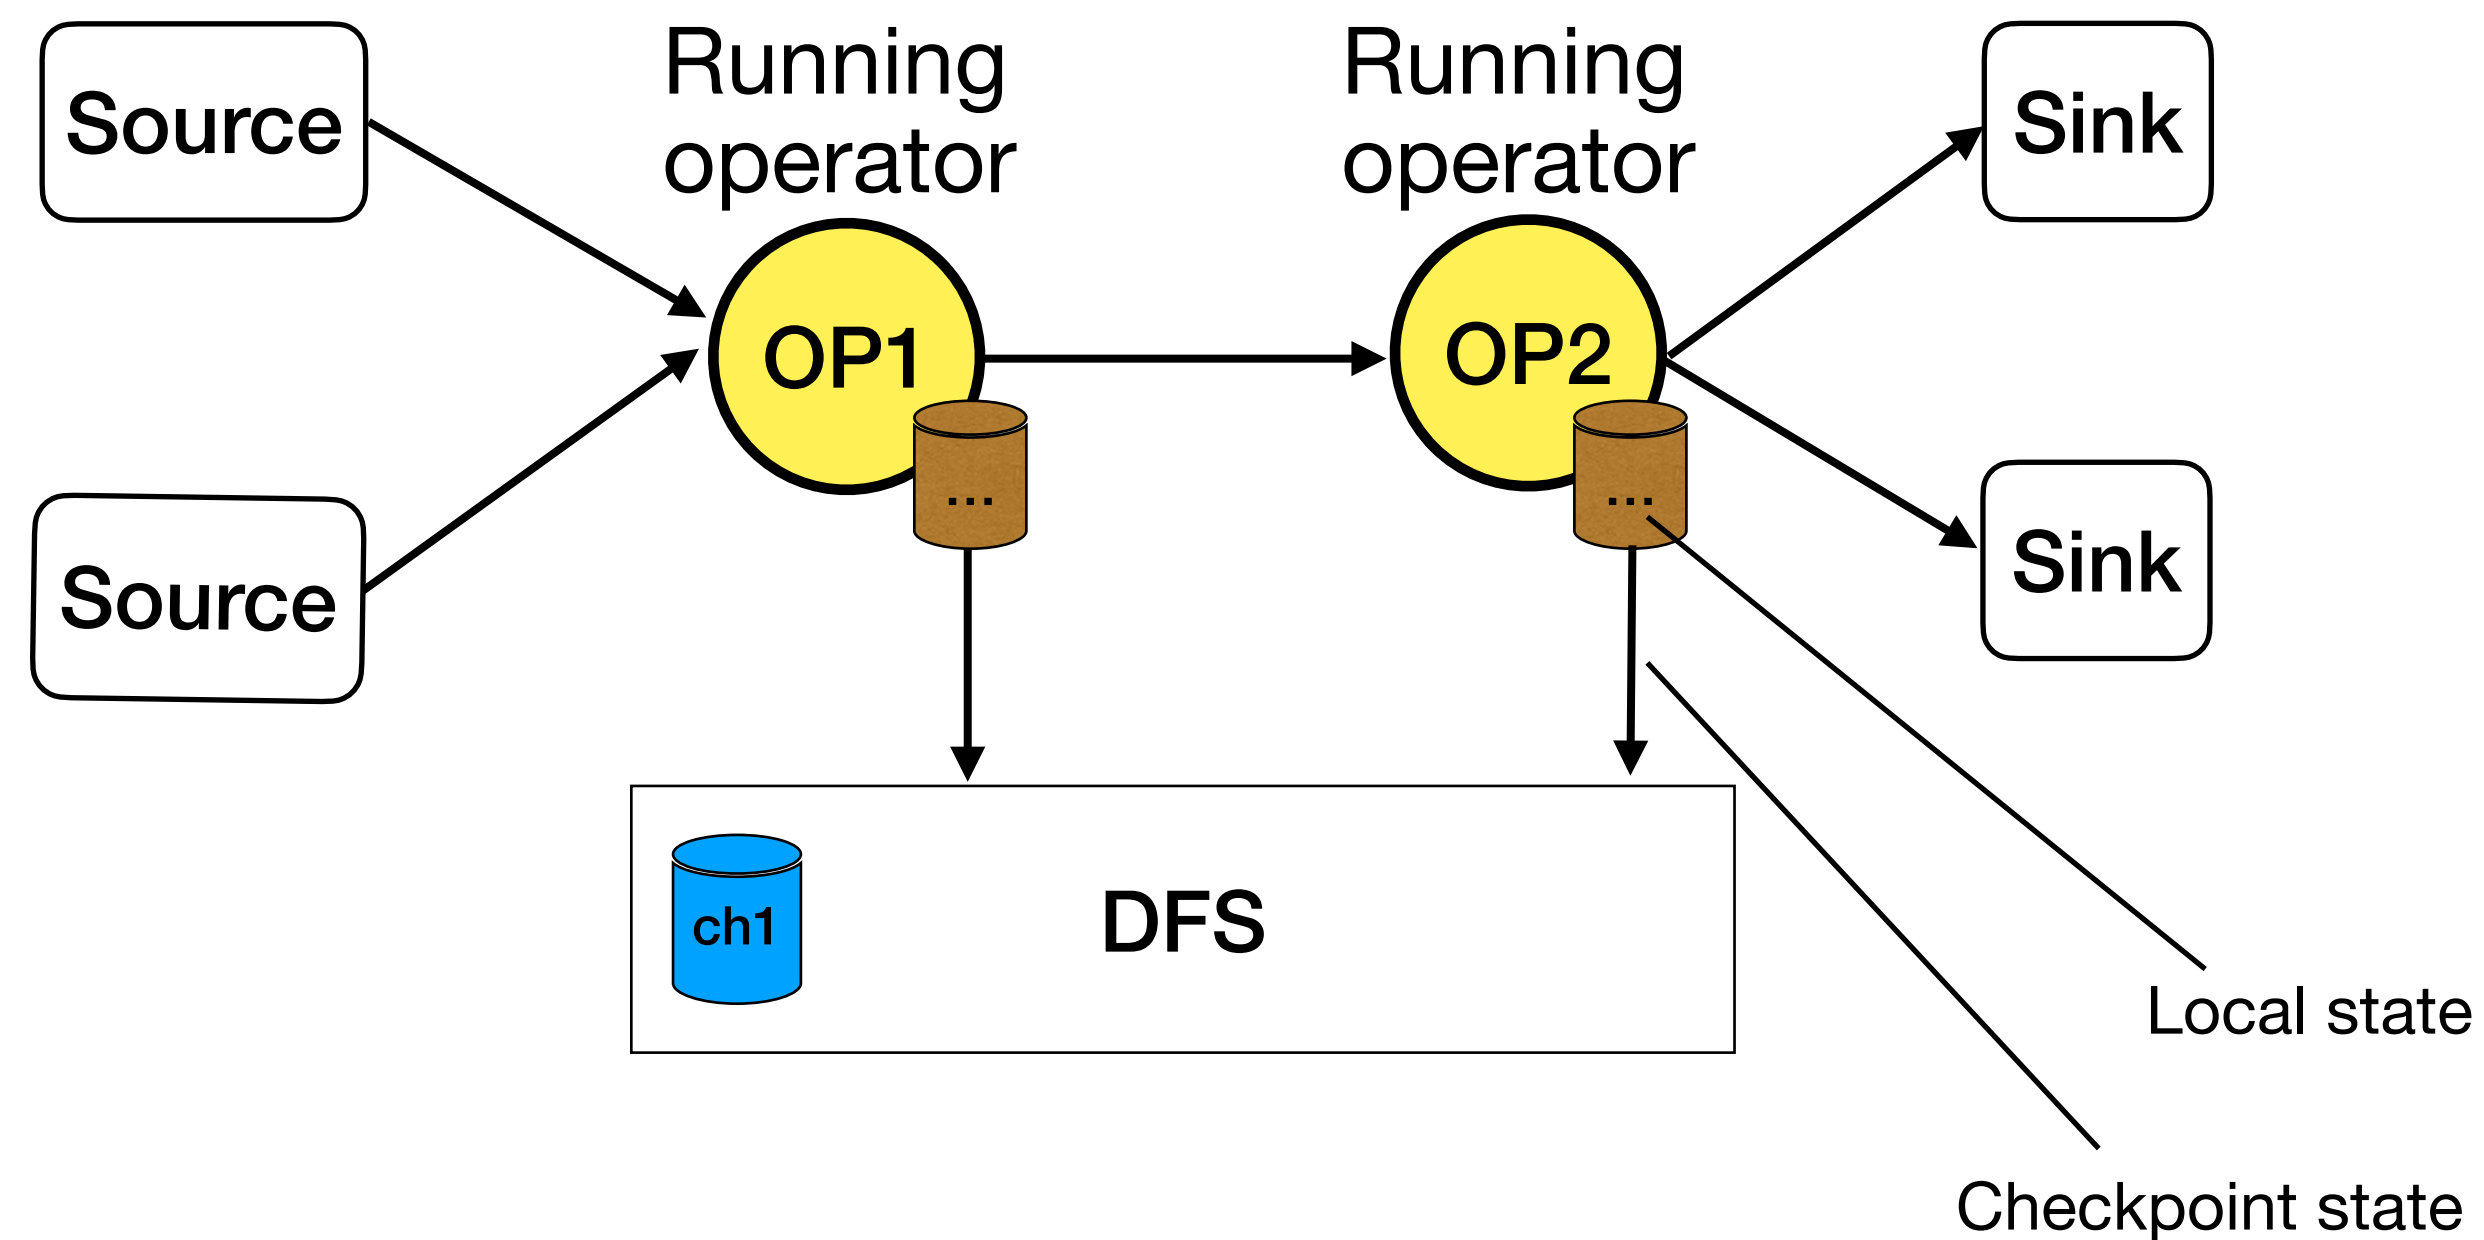 Source
Running
operator
Running
operator
Sink
OP1
OP2
...
...
Source
Sink
ch1
DFS
Local state
Checkpoint state